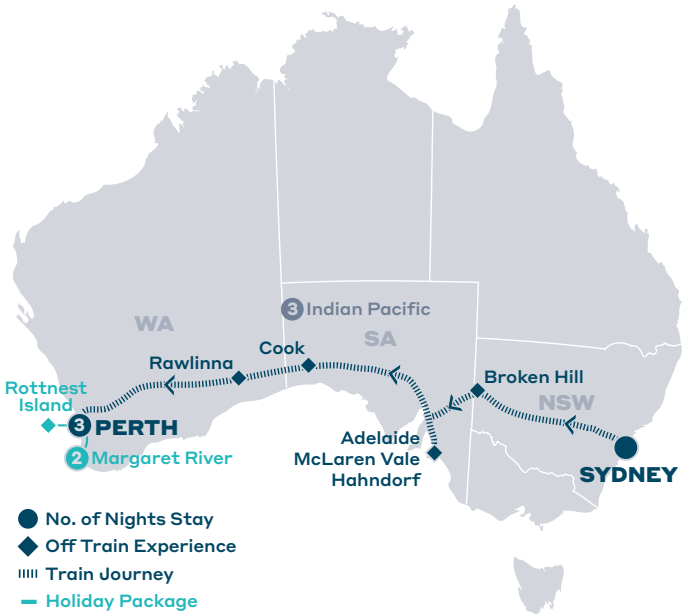 WA
3 Indian Pacific
SA
Cook
Rawlinna
Broken Hill
NSW
Rottnest
Island
3 PERTH
2 Margaret River
Adelaide
McLaren Vale
Hahndorf
SYDNEY
No. of Nights Stay
Off Train Experience
Train Journey
Holiday Package